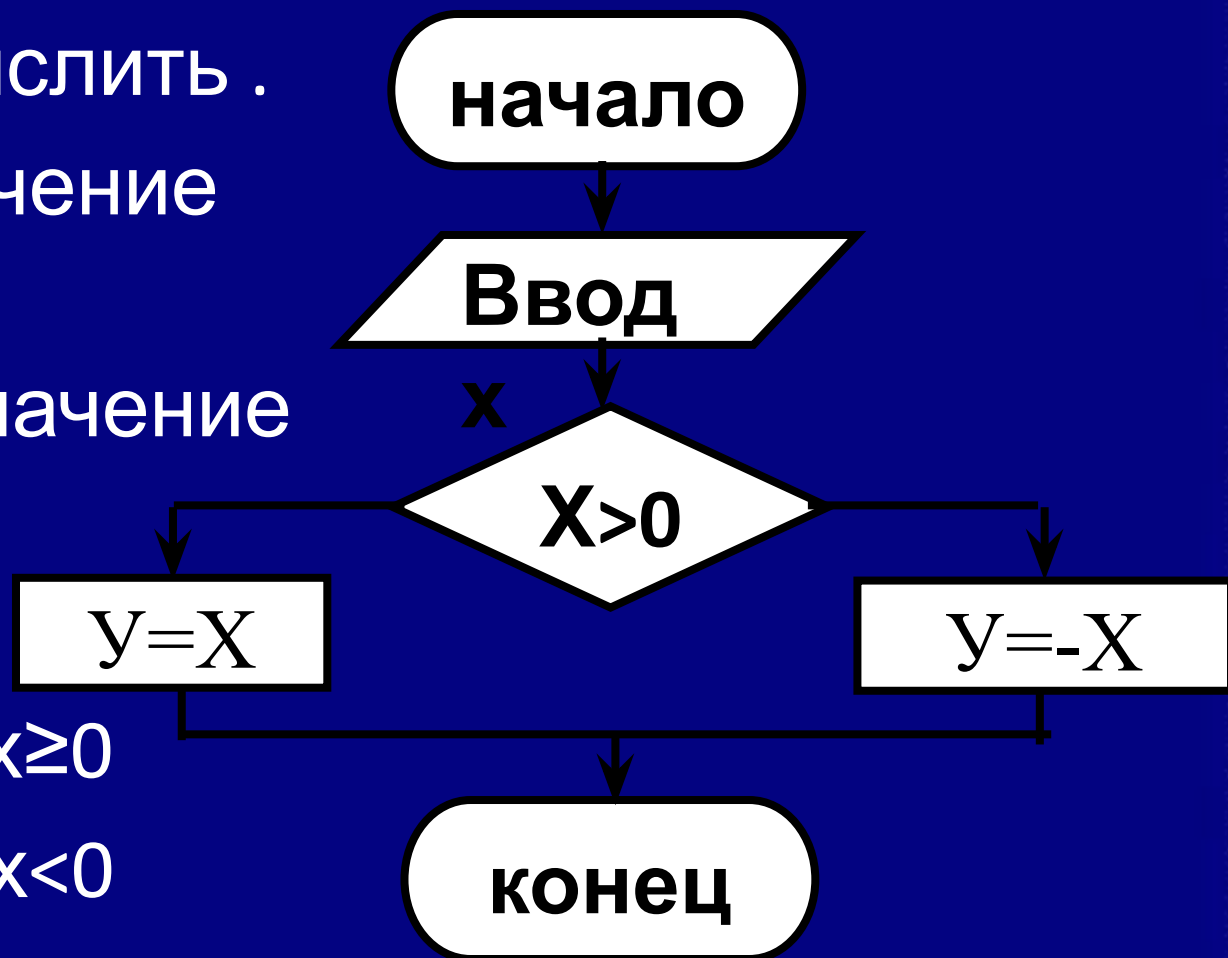 ислить .
чение
начение
x≥0
x<0
начало
Ввод
х
X>0
У=Х
У=-Х
конец